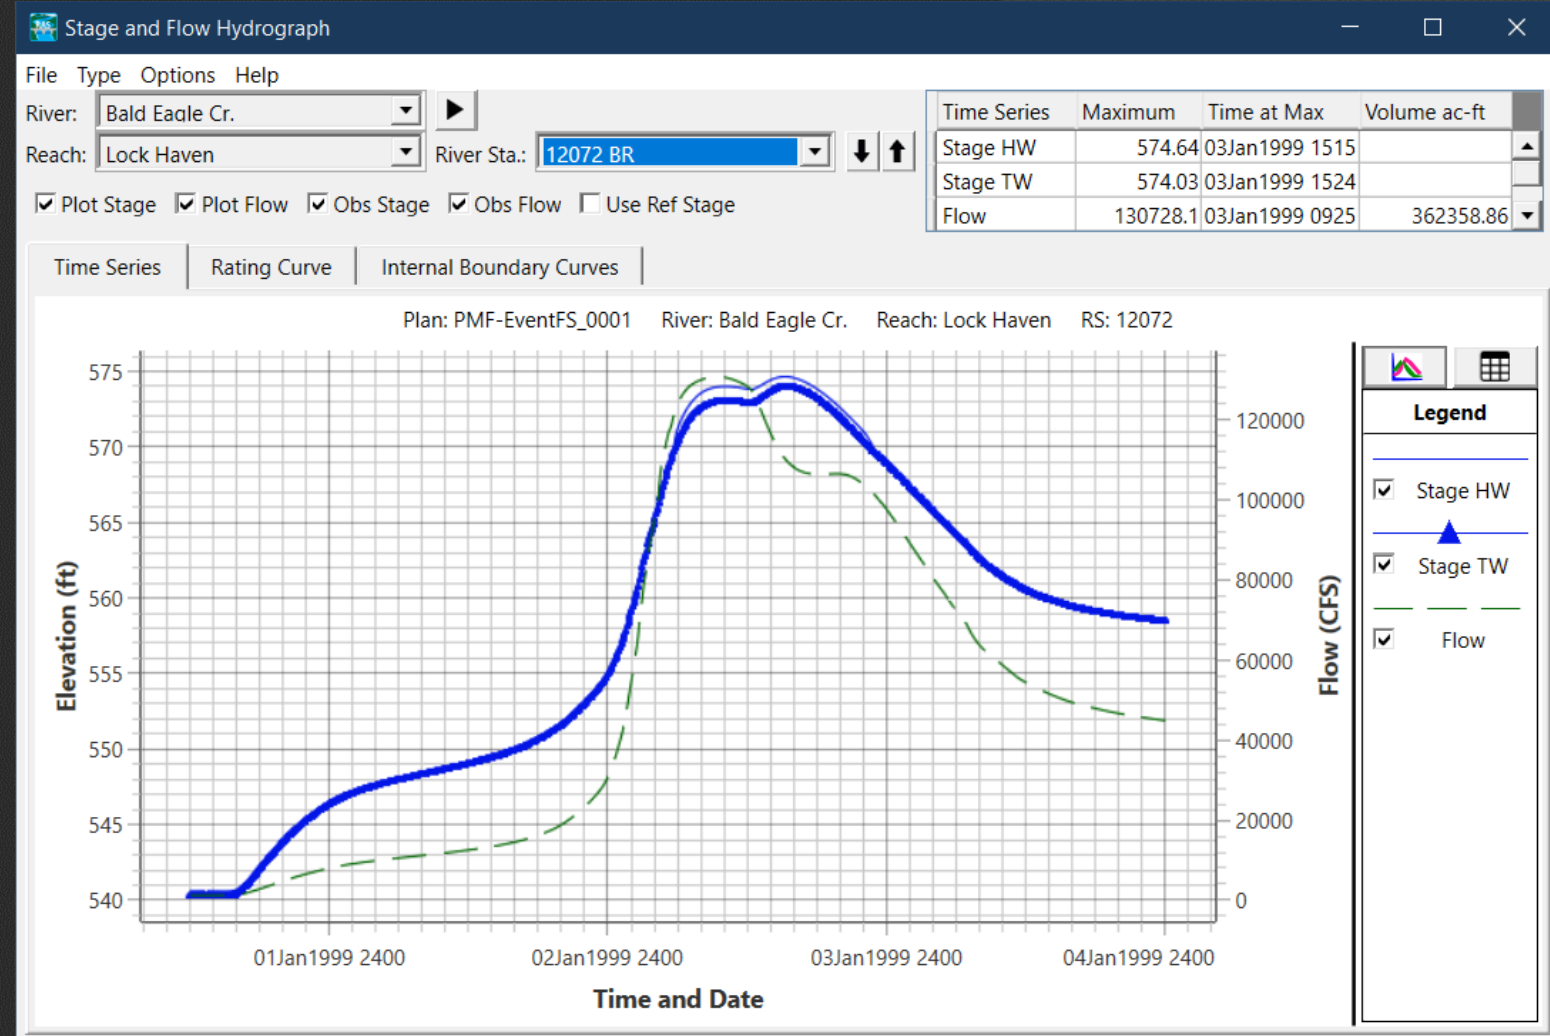 Stage and Flow Hydrograph
File Type Options Help
River: Bald Eagle Cr.
Reach: Lock Haven River Sta.: 12072 BR
Plot Stage Plot Flow Obs Stage Obs Flow Use Ref Stage
Time Series Maximum Time at Max Volume ac-ft
Stage HW 574.64 03Jan1999 1515
Stage TW 574.03 03Jan1999 1524
Flow 130728.1 03Jan1999 0925 362358.86
Time Series Rating Curve Internal Boundary Curves
Plan: PMF-EventFS_0001 River: Bald Eagle Cr. Reach: Lock Haven RS: 12072
Elevation (ft)
575
570
565
560
555
550
545
540
120000
100000
80000
60000
40000
20000
0
Flow (CFS)
01Jan1999 2400 02Jan1999 2400 03Jan1999 2400 04Jan1999 2400
Time and Date
Legend
Stage HW
Stage TW
Flow